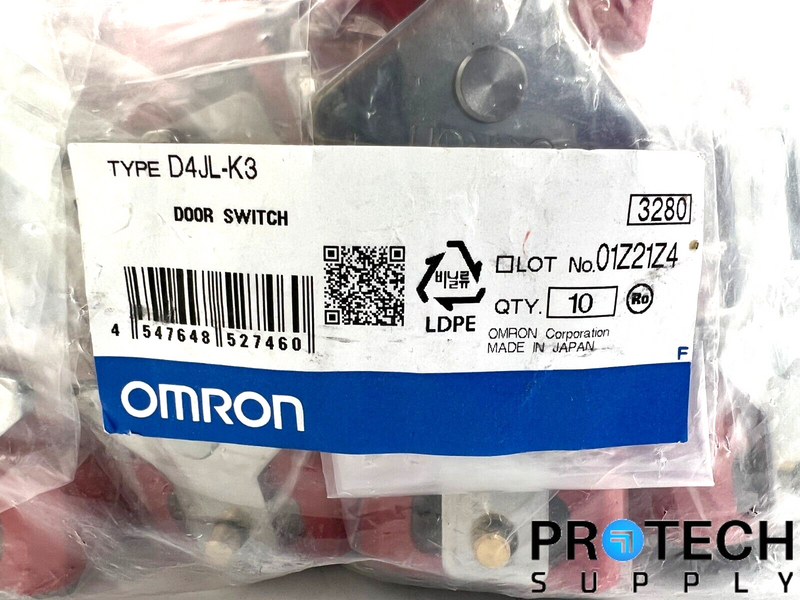 TYPE D4JL-K3
DOOR SWITCH
3280
4 547648 527460
비닐류
LDPE
LOT No. 01Z21Z4
QTY. 10 Ro
OMRON Corporation
MADE IN JAPAN
F
OMRON
PROTECH
SUPPLY